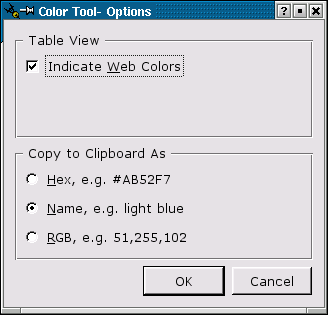 Color Tool- Options
Table View
Indicate Web Colors
Copy to Clipboard As
Hex, e.g. #AB52F7
Name, e.g. light blue
RGB, e.g. 51,255,102
OK
Cancel